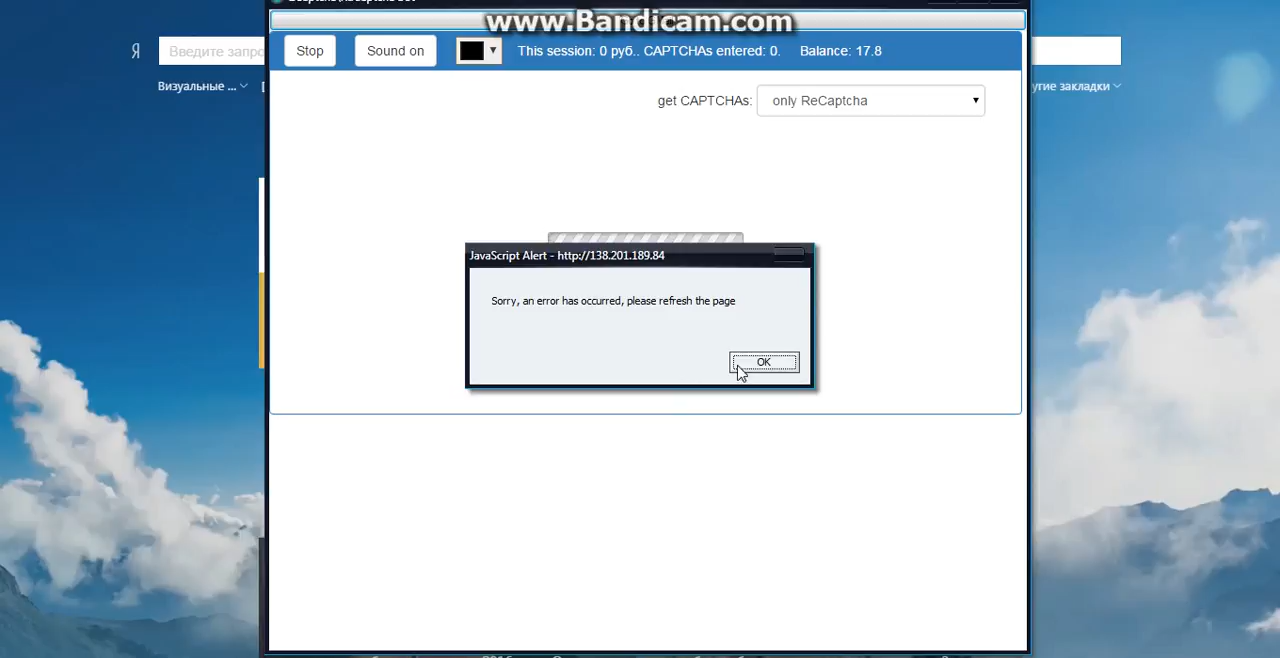 www.Bandicam.com
Я
Введите запро
Визуальные ...
угие закладки
Stop
Sound on
This session: 0 руб.. CAPTCHAs entered: 0.
Balance: 17.8
get CAPTCHAs:
only ReCaptcha
JavaScript Alert - http://138.201.189.84
Sorry, an error has occurred, please refresh the page
OK